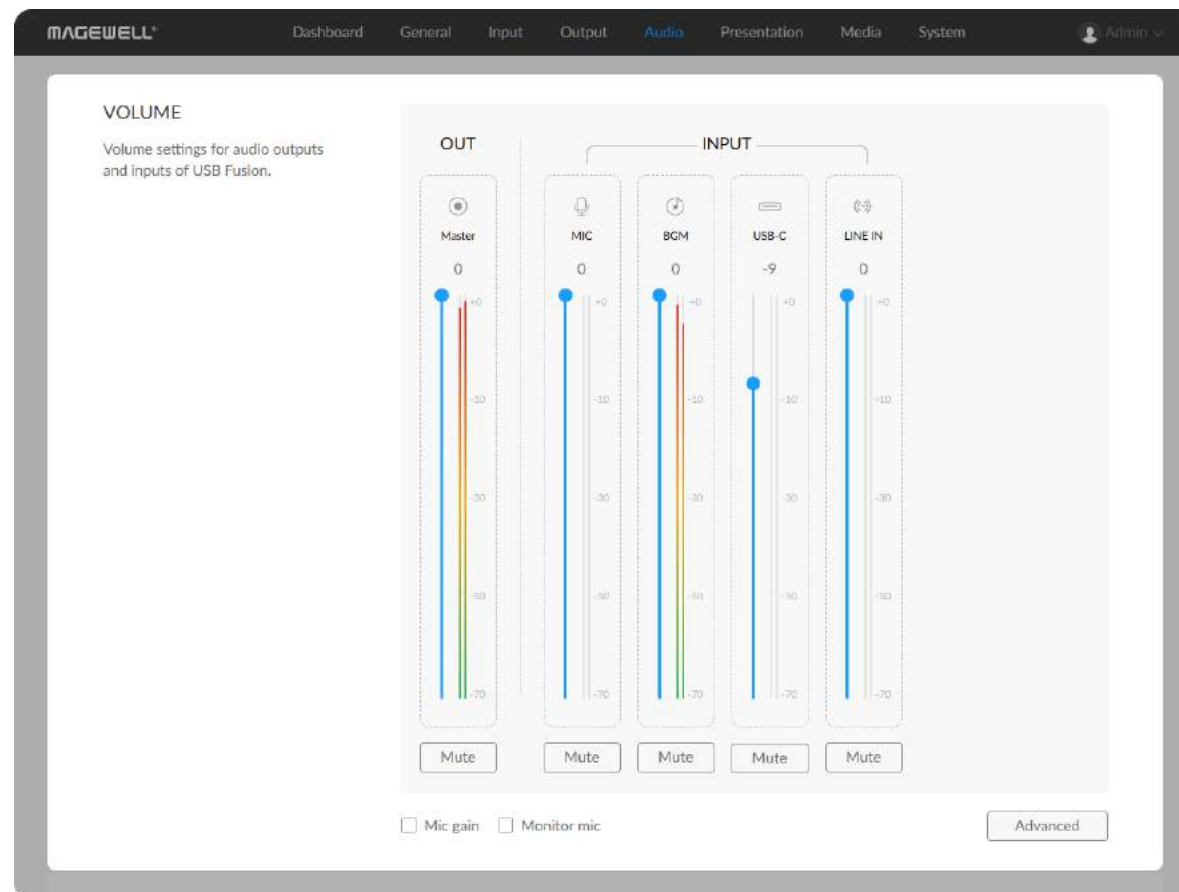 MAGEWELL®
Dashboard General Input Output Audio Presentation Media System Admin
VOLUME
Volume settings for audio outputs
and inputs of USB Fusion.
OUT INPUT
Master MIC BGM USB-C LINE IN
0 0 0 -9 0
+0 +0 +0 +0 +0
-10 -10 -10 -10 -10
-30 -30 -30 -30 -30
-50 -50 -50 -50 -50
-70 -70 -70 -70 -70
Mute Mute Mute Mute Mute
Mic gain Monitor mic Advanced